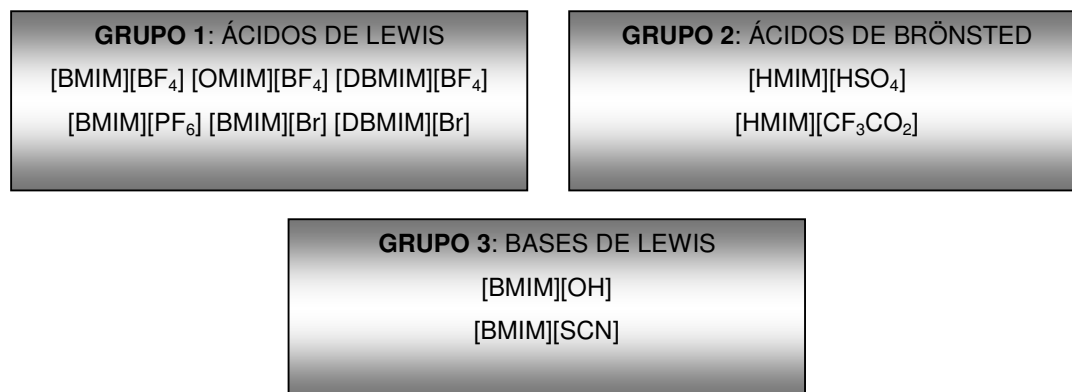 GRUPO 1: ÁCIDOS DE LEWIS
[BMIM][BF₄] [OMIM][BF₄] [DBMIM][BF₄]
[BMIM][PF₆] [BMIM][Br] [DBMIM][Br]
GRUPO 2: ÁCIDOS DE BRÖNSTED
[HMIM][HSO₄]
[HMIM][CF₃CO₂]
GRUPO 3: BASES DE LEWIS
[BMIM][OH]
[BMIM][SCN]